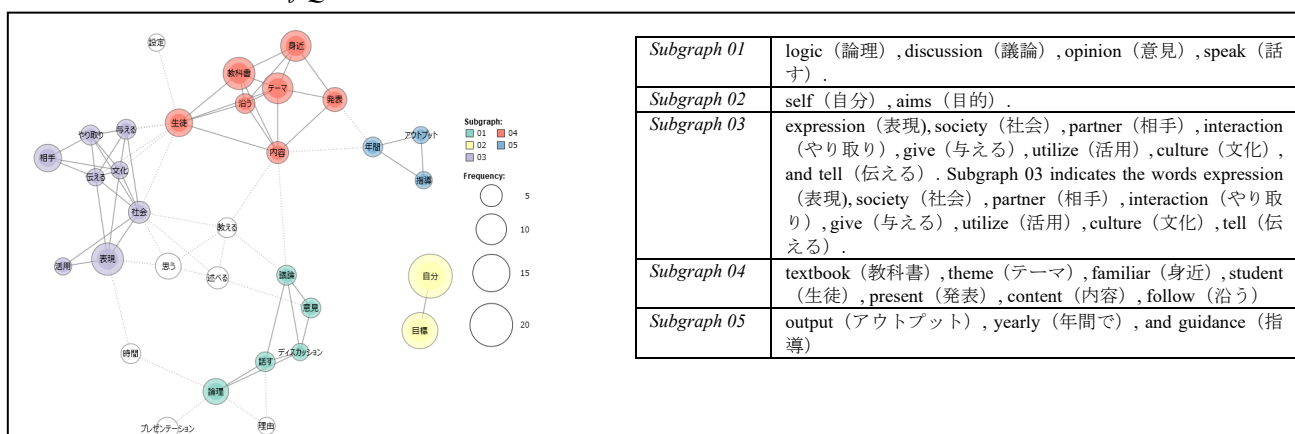 設定
身近
教科書
テーマ
沿う
発表
生徒
やり取り
与える
相手
文化
伝える
内容
年間
アウトプット
指導
社会
教える
活用
表現
思う
述べる
議論
意見
自分
目標
時間
ディスカッション
話す
論理
プレゼンテーション
理由
Subgraph:
01 04
02 05
03
Frequency:
5
10
15
20
Subgraph 01 logic（論理）, discussion（議論）, opinion（意見）, speak（話
す）.
Subgraph 02 self（自分）, aims（目的）.
Subgraph 03 expression（表現）, society（社会）, partner（相手）, interaction
（やり取り）, give（与える）, utilize（活用）, culture（文化）,
and tell（伝える）. Subgraph 03 indicates the words expression
（表現）, society（社会）, partner（相手）, interaction（やり取
り）, give（与える）, utilize（活用）, culture（文化）, tell（伝
える）.
Subgraph 04 textbook（教科書）, theme（テーマ）, familiar（身近）, student
（生徒）, present（発表）, content（内容）, follow（沿う）
Subgraph 05 output（アウトプット）, yearly（年間で）, and guidance（指
導）